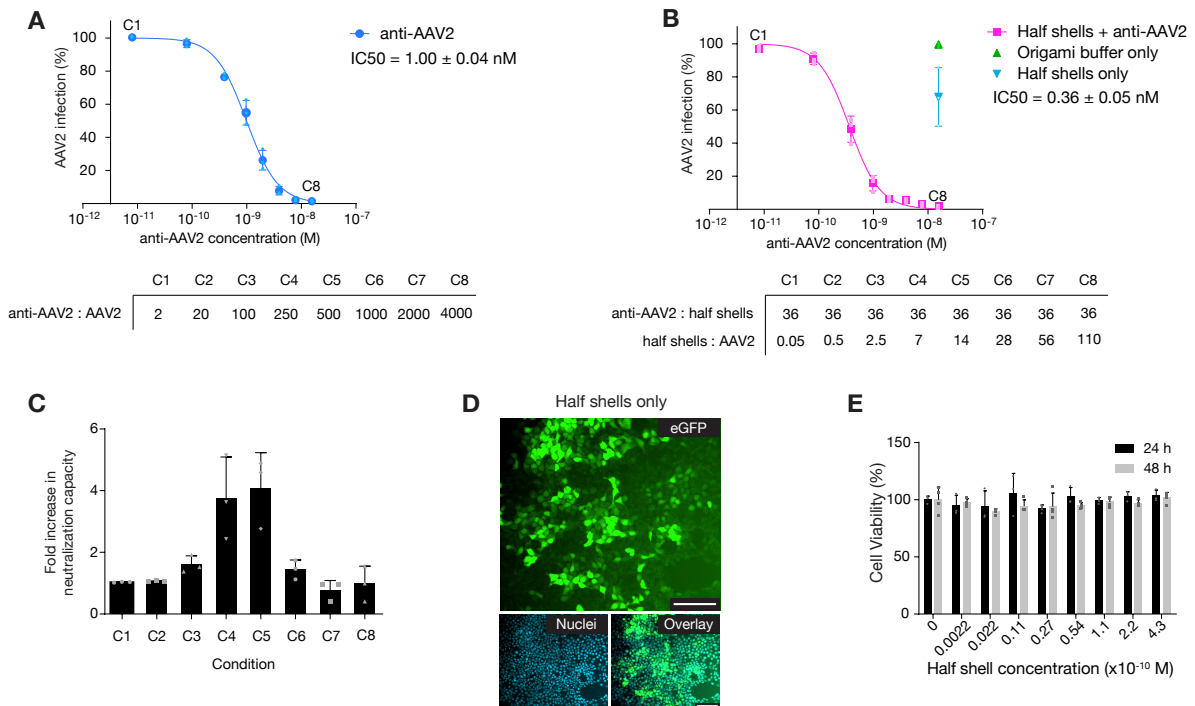 A
C1
C8
anti-AAV2
IC50 = 1.00 ± 0.04 nM
AAV2 infection (%)
100
80
60
40
20
10⁻¹² 10⁻¹¹ 10⁻¹⁰ 10⁻⁹ 10⁻⁸ 10⁻⁷
anti-AAV2 concentration (M)
C1 C2 C3 C4 C5 C6 C7 C8
anti-AAV2 : AAV2 2 20 100 250 500 1000 2000 4000
B
C1
C8
Half shells + anti-AAV2
Origami buffer only
Half shells only
IC50 = 0.36 ± 0.05 nM
AAV2 infection (%)
100
80
60
40
20
10⁻¹² 10⁻¹¹ 10⁻¹⁰ 10⁻⁹ 10⁻⁸ 10⁻⁷
anti-AAV2 concentration (M)
C1 C2 C3 C4 C5 C6 C7 C8
anti-AAV2 : half shells 36 36 36 36 36 36 36 36
half shells : AAV2 0.05 0.5 2.5 7 14 28 56 110
C
Fold increase in
neutralization capacity
6
4
2
0
C1 C2 C3 C4 C5 C6 C7 C8
Condition
D
Half shells only
eGFP
Nuclei
Overlay
E
24 h
48 h
Cell Viability (%)
150
100
50
0
0 0.0022 0.022 0.11 0.27 0.54 1.1 2.2 4.3
Half shell concentration (x10⁻¹⁰ M)